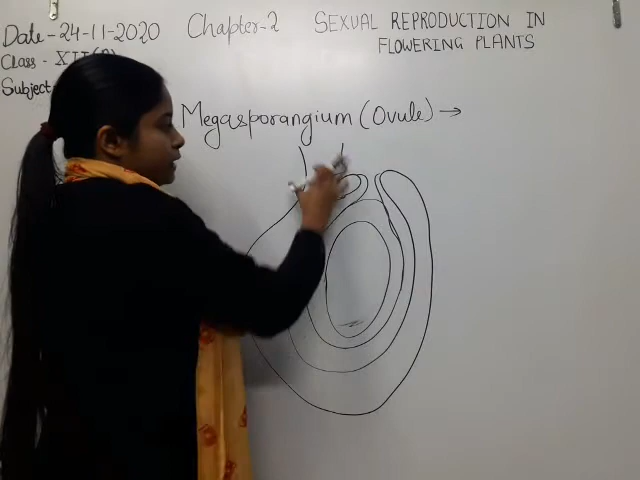 Date - 24-11-2020 Chapter-2 SEXUAL REPRODUCTION IN
FLOWERING PLANTS
Class - XII
Subject
Megasporangium (Ovule) →